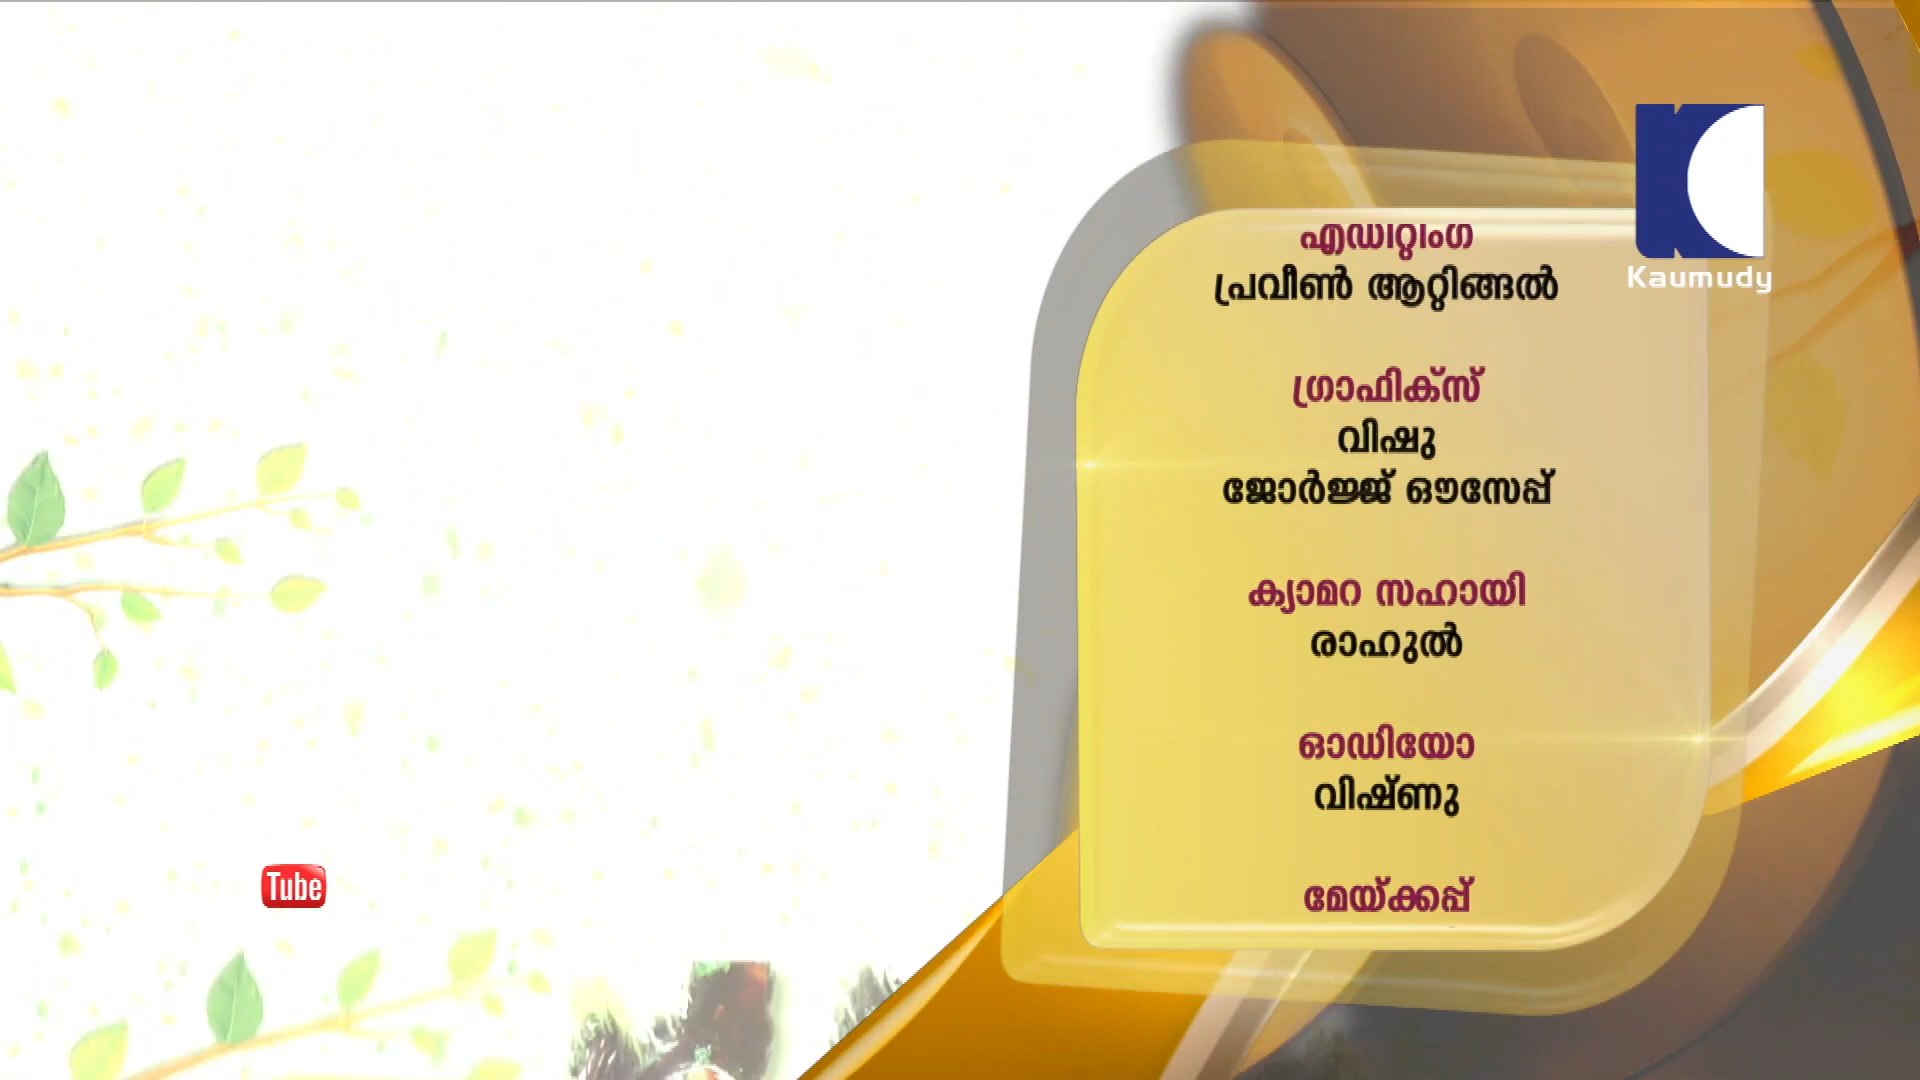 എഡിറ്റിംഗ്
പ്രവീൺ ആറ്റിങ്ങൽ
ഗ്രാഫിക്സ്
വിഷ്ണു
ജോർജ്ജ് ഔസേപ്പ്
ക്യാമറ സഹായി
രാഹുൽ
ഓഡിയോ
വിഷ്ണു
മേയ്ക്കപ്പ്
Kaumudy
Tube